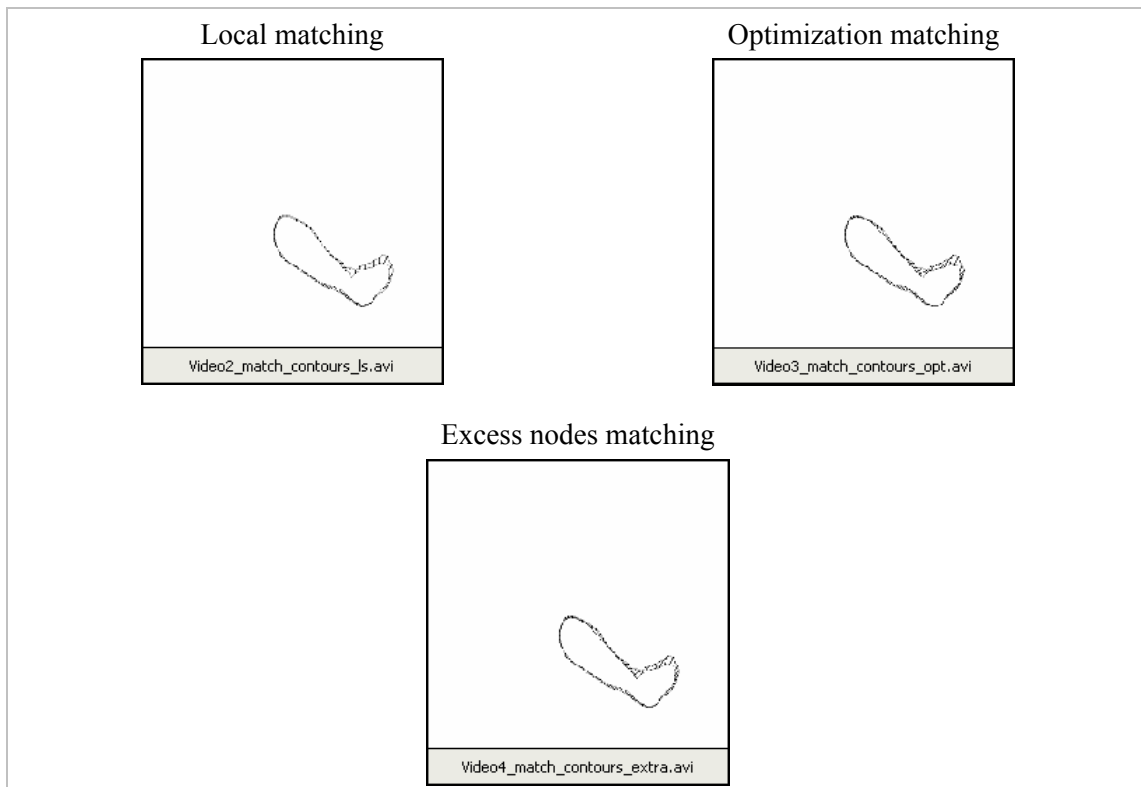 Local matching
Optimization matching
Video2_match_contours_ls.avi
Video3_match_contours_opt.avi
Excess nodes matching
Video4_match_contours_extra.avi